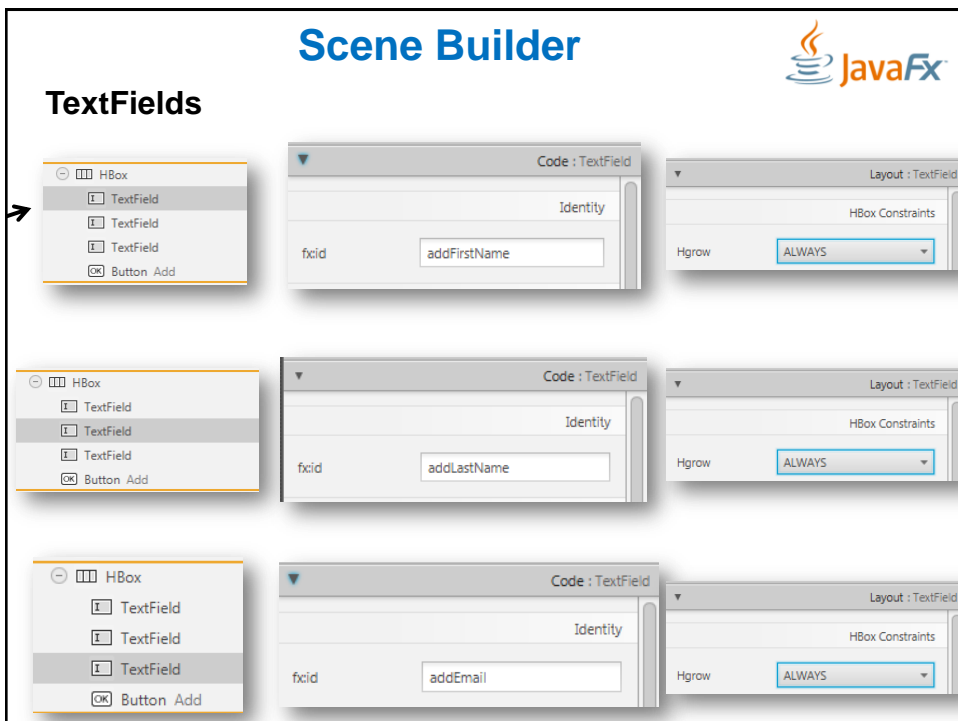 Scene Builder
JavaFx
TextFields
HBox
TextField
TextField
TextField
OK Button Add
Code : TextField
Identity
fx:id addFirstName
Layout : TextField
HBox Constraints
Hgrow ALWAYS
HBox
TextField
TextField
TextField
OK Button Add
Code : TextField
Identity
fx:id addLastName
Layout : TextField
HBox Constraints
Hgrow ALWAYS
HBox
TextField
TextField
TextField
OK Button Add
Code : TextField
Identity
fx:id addEmail
Layout : TextField
HBox Constraints
Hgrow ALWAYS